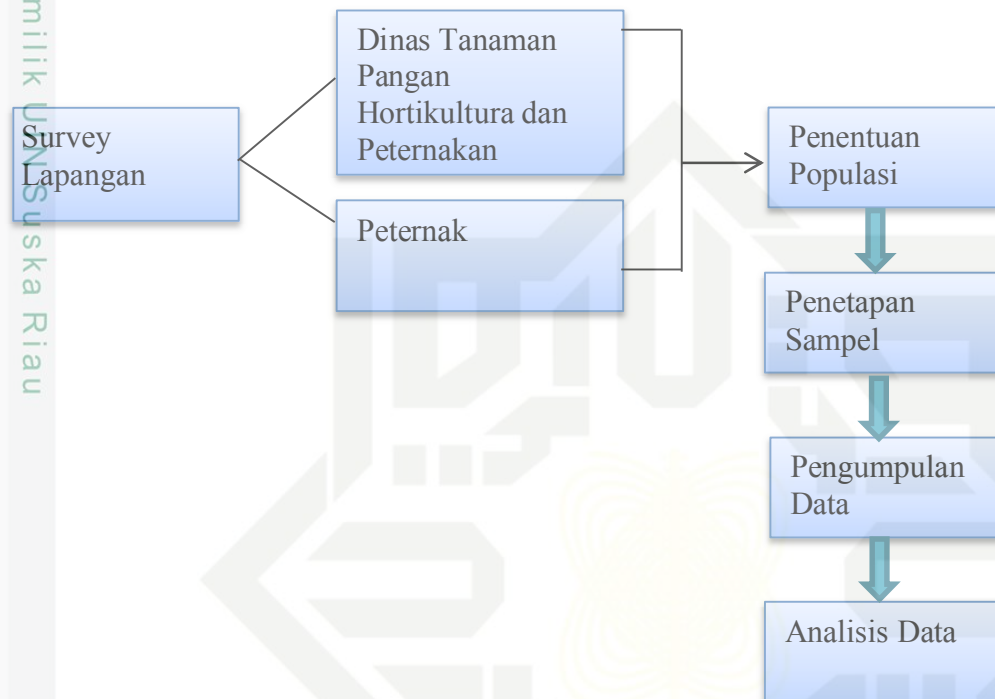 milik UIN Suska Riau
Survey
Lapangan
Dinas Tanaman
Pangan
Hortikultura dan
Peternakan
Peternak
Penentuan
Populasi
Penetapan
Sampel
Pengumpulan
Data
Analisis Data